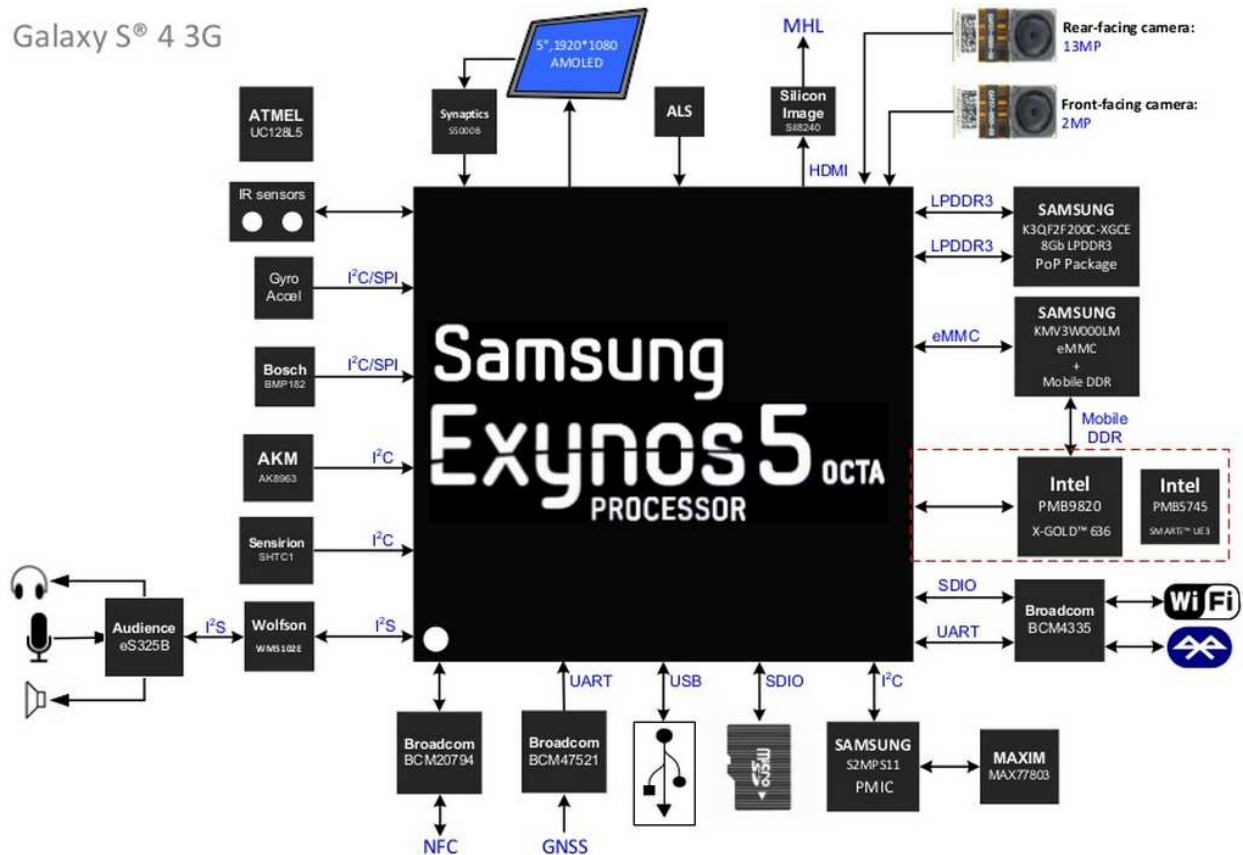 Galaxy S® 4 3G
5", 1920*1080
AMOLED
MHL
Rear-facing camera:
13MP
Front-facing camera:
2MP
ATMEL
UC128L5
Synaptics
S5000B
ALS
Silicon
Image
SII8240
HDMI
IR sensors
LPDDR3
LPDDR3
SAMSUNG
K3QF2F200C-XGCE
8Gb LPDDR3
PoP Package
Gyro
Accel
I²C/SPI
SAMSUNG
KMV3W000LM
eMMC
+
Mobile DDR
eMMC
Bosch
BMP182
I²C/SPI
Samsung
Exynos 5 OCTA
PROCESSOR
Mobile
DDR
AKM
AK8963
I²C
Intel
PMB9820
X-GOLD™ 636
Intel
PMB5745
SMARTi™ UE3
Sensirion
SHTC1
I²C
SDIO
UART
Broadcom
BCM4335
Wi Fi
Audience
eS325B
I²S
Wolfson
WM5102E
I²S
UART
USB
SDIO
I²C
Broadcom
BCM20794
Broadcom
BCM47521
micro
SD
SAMSUNG
S2MPS11
PMIC
MAXIM
MAX77803
NFC
GNSS